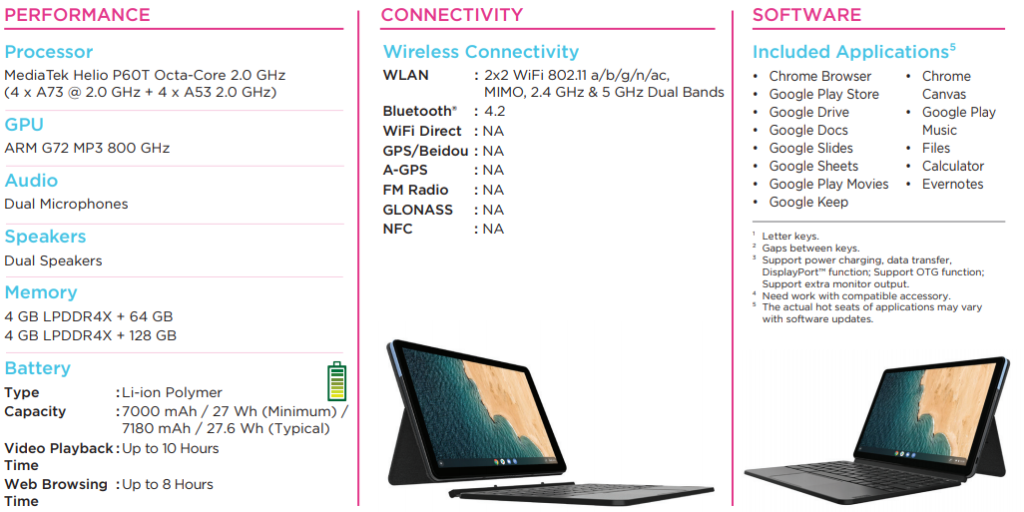 PERFORMANCE
Processor
MediaTek Helio P60T Octa-Core 2.0 GHz
(4 x A73 @ 2.0 GHz + 4 x A53 2.0 GHz)
GPU
ARM G72 MP3 800 GHz
Audio
Dual Microphones
Speakers
Dual Speakers
Memory
4 GB LPDDR4X + 64 GB
4 GB LPDDR4X + 128 GB
Battery
Type : Li-ion Polymer
Capacity : 7000 mAh / 27 Wh (Minimum) /
7180 mAh / 27.6 Wh (Typical)
Video Playback : Up to 10 Hours
Time
Web Browsing : Up to 8 Hours
Time
CONNECTIVITY
Wireless Connectivity
WLAN : 2x2 WiFi 802.11 a/b/g/n/ac,
MIMO, 2.4 GHz & 5 GHz Dual Bands
Bluetooth® : 4.2
WiFi Direct : NA
GPS/Beidou : NA
A-GPS : NA
FM Radio : NA
GLONASS : NA
NFC : NA
SOFTWARE
Included Applications⁵
• Chrome Browser
• Google Play Store
• Google Drive
• Google Docs
• Google Slides
• Google Sheets
• Google Play Movies
• Google Keep
• Chrome
Canvas
• Google Play
Music
• Files
• Calculator
• Evernotes
¹ Letter keys.
² Gaps between keys.
³ Support power charging, data transfer,
DisplayPort™ function; Support OTG function;
Support extra monitor output.
⁴ Need work with compatible accessory.
⁵ The actual hot seats of applications may vary
with software updates.